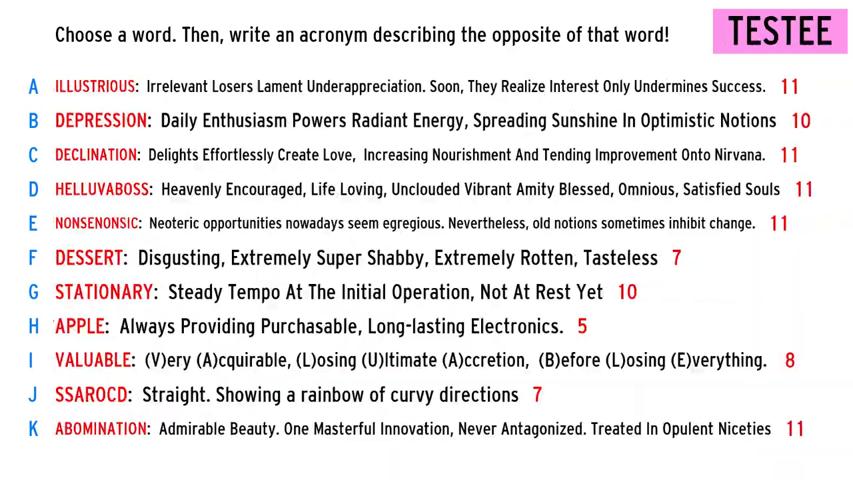 Choose a word. Then, write an acronym describing the opposite of that word!
TESTEE
A ILLUSTRIOUS: Irrelevant Losers Lament Underappreciation. Soon, They Realize Interest Only Undermines Success. 11
B DEPRESSION: Daily Enthusiasm Powers Radiant Energy, Spreading Sunshine In Optimistic Notions 10
C DECLINATION: Delights Effortlessly Create Love, Increasing Nourishment And Tending Improvement Onto Nirvana. 11
D HELLUVABOSS: Heavenly Encouraged, Life Loving, Unclouded Vibrant Amity Blessed, Omnious, Satisfied Souls 11
E NONSENONSIC: Neoteric opportunities nowadays seem egregious. Nevertheless, old notions sometimes inhibit change. 11
F DESSERT: Disgusting, Extremely Super Shabby, Extremely Rotten, Tasteless 7
G STATIONARY: Steady Tempo At The Initial Operation, Not At Rest Yet 10
H APPLE: Always Providing Purchasable, Long-lasting Electronics. 5
I VALUABLE: (V)ery (A)cquirable, (L)osing (U)ltimate (A)ccretion, (B)efore (L)osing (E)verything. 8
J SSAROCD: Straight. Showing a rainbow of curvy directions 7
K ABOMINATION: Admirable Beauty. One Masterful Innovation, Never Antagonized. Treated In Opulent Niceties 11